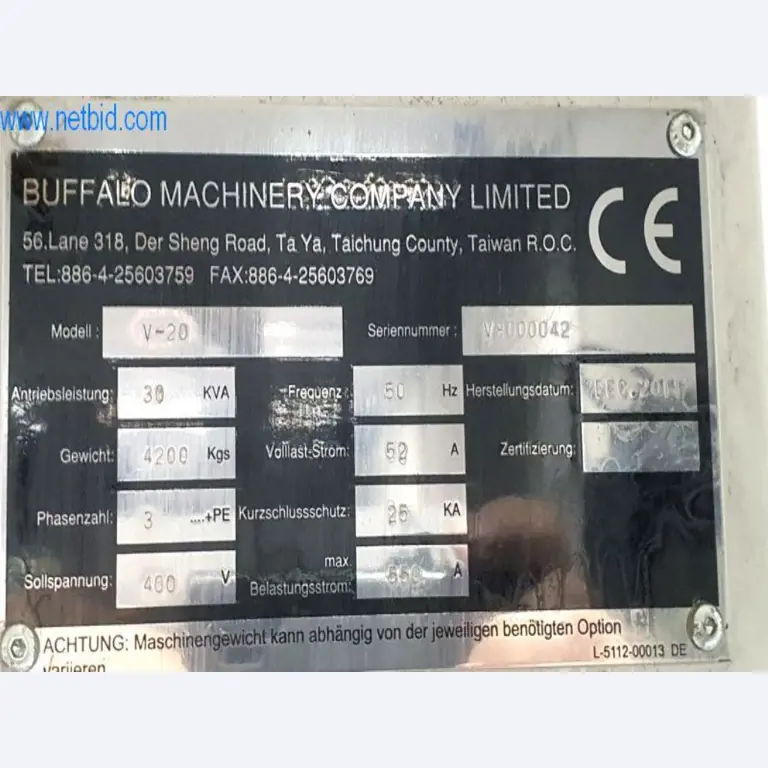 www.netbid.com
BUFFALO MACHINERY COMPANY LIMITED
CE
56.Lane 318, Der Sheng Road, Ta Ya, Taichung County, Taiwan R.O.C.
TEL:886-4-25603759 FAX:886-4-25603769
Modell : V-20 Seriennummer : V-000042
Antriebsleistung: 30 KVA Frequenz : 50 Hz Herstellungsdatum:
Gewicht: 4200 Kgs Volllast-Strom: A Zertifizierung:
Phasenzahl: 3 ....+PE Kurzschlussschutz: 25 KA
Sollspannung: 400 V max. Belastungsstrom: A
ACHTUNG: Maschinengewicht kann abhängig von der jeweiligen benötigten Option
variieren
L-5112-00013 DE